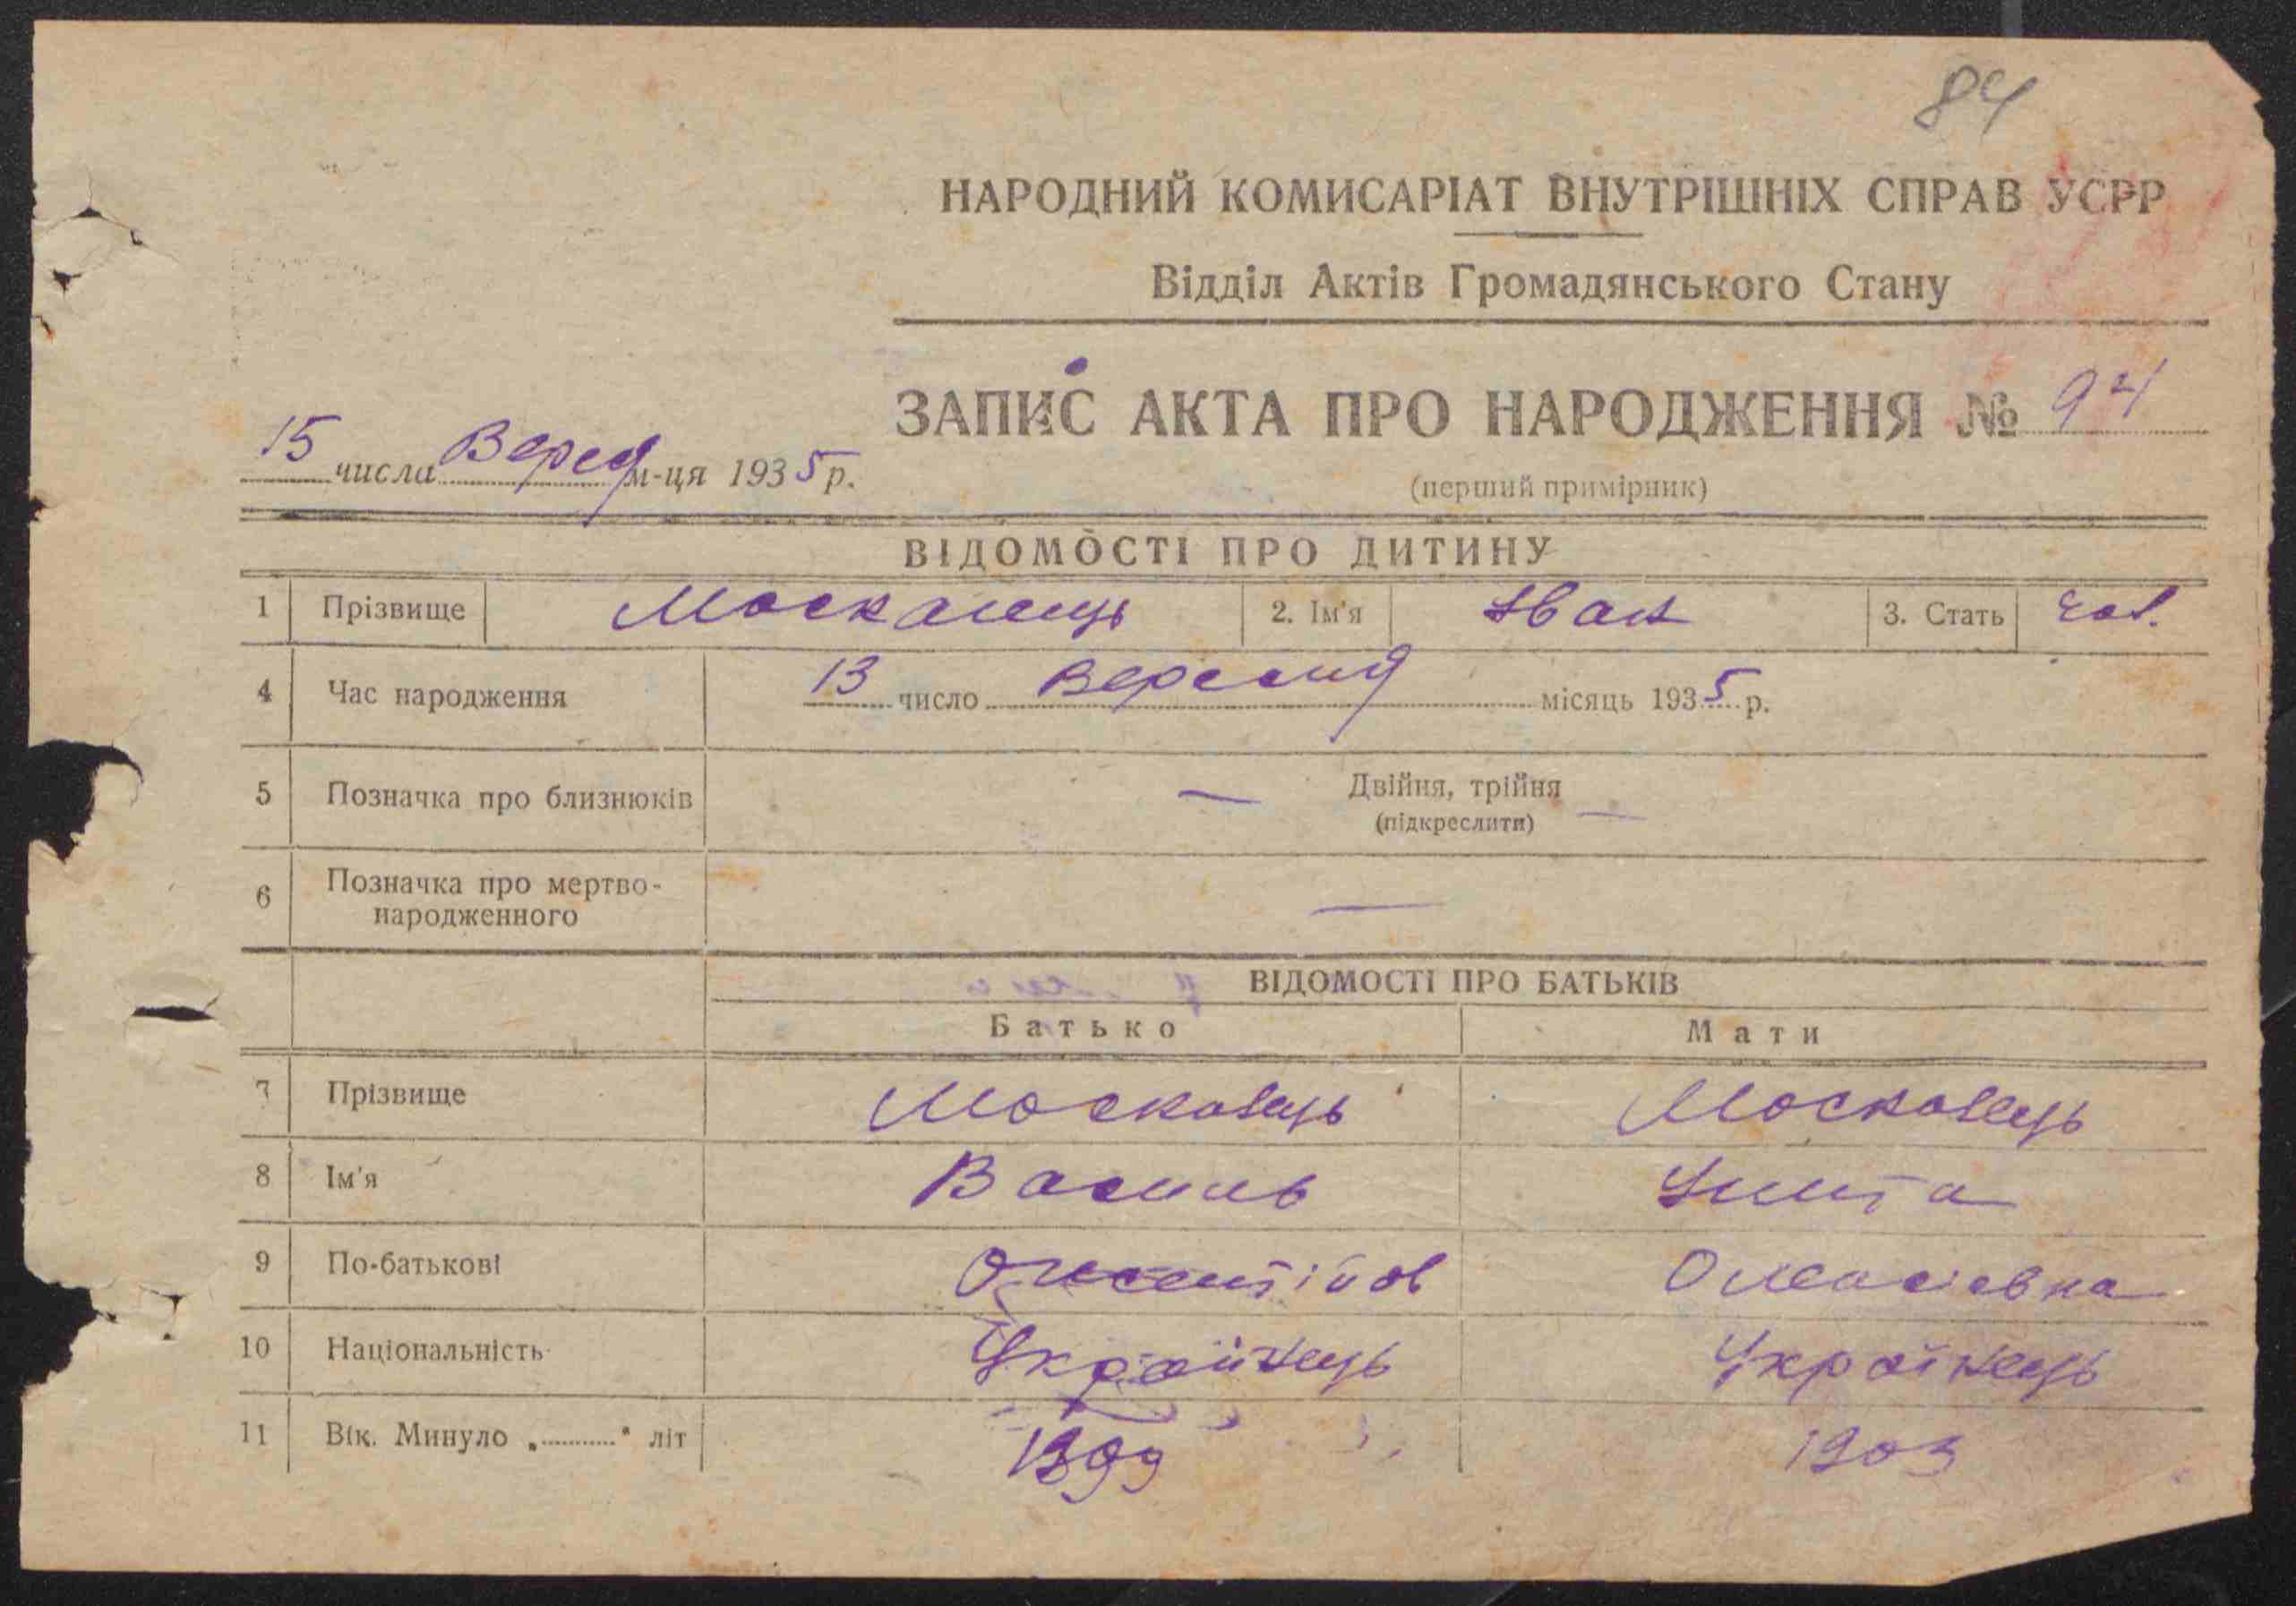 84
НАРОДНИЙ КОМИСАРІАТ ВНУТРІШНІХ СПРАВ УСРР
Відділ Актів Громадянського Стану
ЗАПИС АКТА ПРО НАРОДЖЕННЯ № 94
15 числа Верес м-ця 1935 р.
(перший примірник)
ВІДОМОСТІ ПРО ДИТИНУ
1 Прізвище Москалець 2. Ім'я Іван 3. Стать чол.
4 Час народження 13 число Вересня місяць 1935 р.
5 Позначка про близнюків — Двійня, трійня —
(підкреслити)
6 Позначка про мертво-
народженного —
ВІДОМОСТІ ПРО БАТЬКІВ
Батько Мати
7 Прізвище Москалець Москалець
8 Ім'я Василь
9 По-батькові
10 Національність Українець Українець
11 Вік. Минуло „..........“ літ 1899 1903